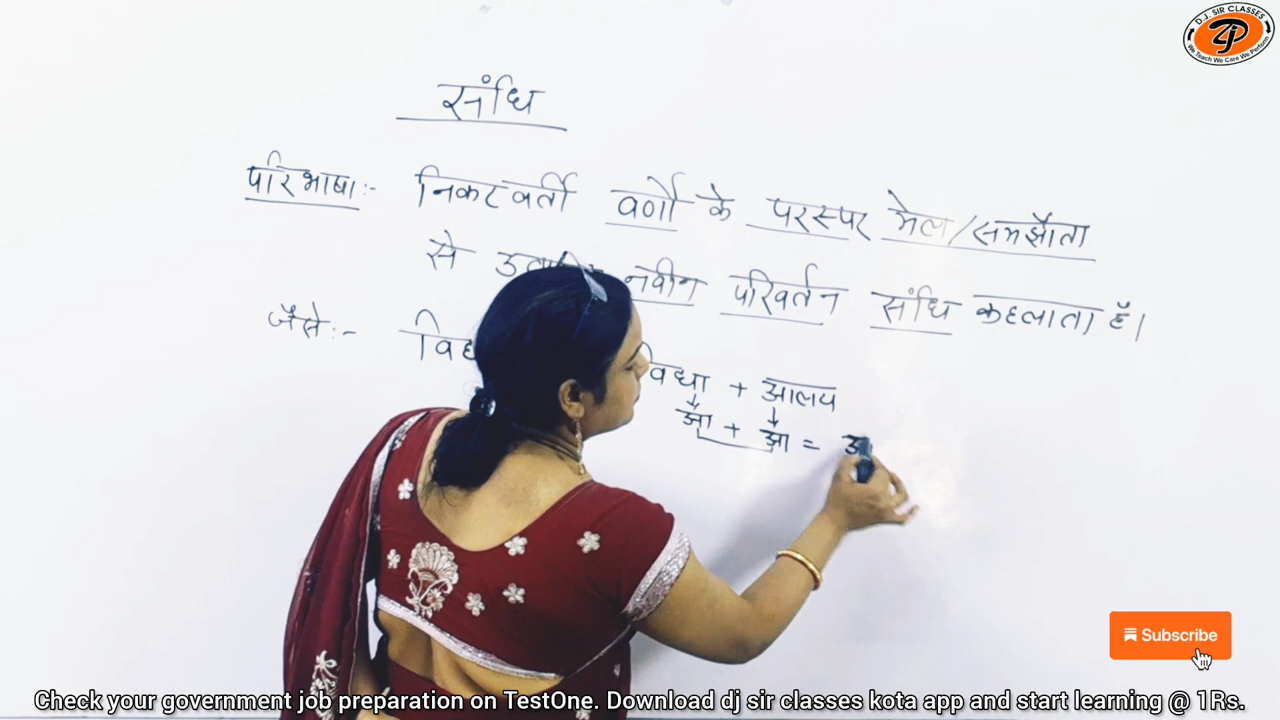 D.J. SIR CLASSES
We Teach We Care We Perform
संधि
परिभाषा:- निकटवर्ती वर्णों के परस्पर मेल/समझौता
से नवीन परिवर्तन संधि कहलाता है।
जैसे:-
विद्या + आलय
आ + आ =
Subscribe
Check your government job preparation on TestOne. Download dj sir classes kota app and start learning @ 1Rs.